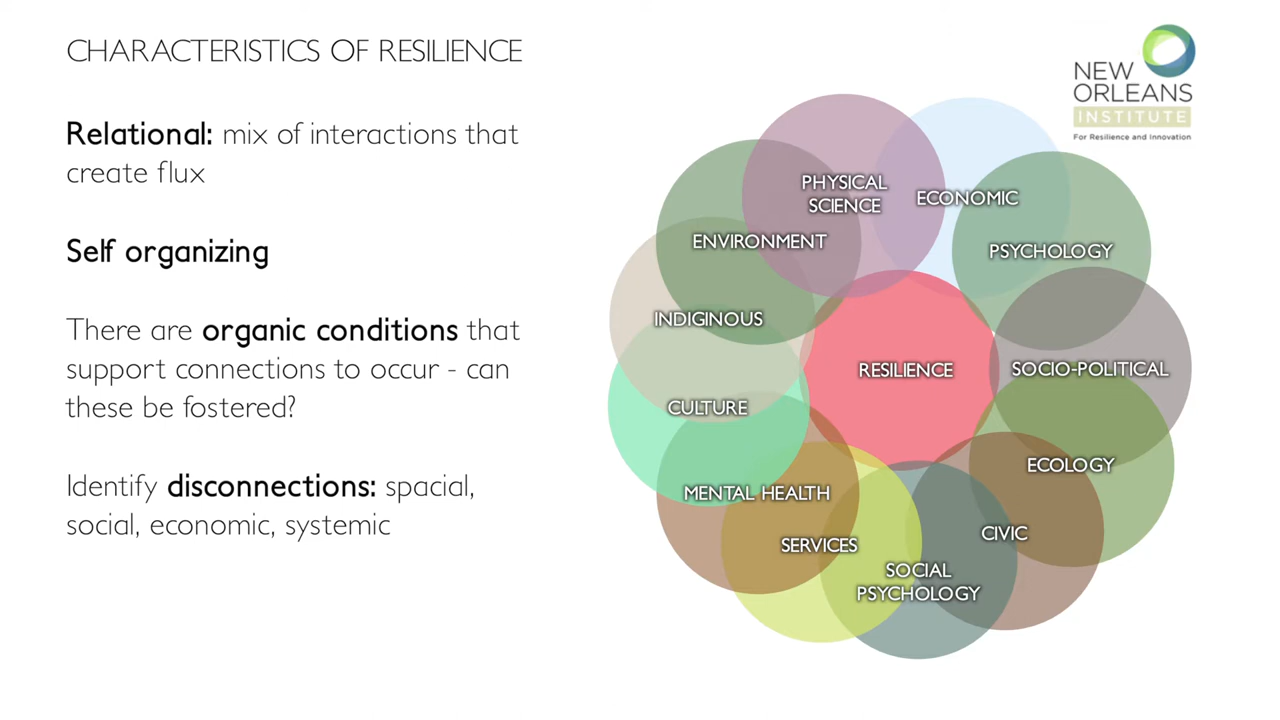 CHARACTERISTICS OF RESILIENCE
Relational: mix of interactions that
create flux
Self organizing
There are organic conditions that
support connections to occur - can
these be fostered?
Identify disconnections: spacial,
social, economic, systemic
NEW
ORLEANS
INSTITUTE
For Resilience and Innovation
PHYSICAL
SCIENCE
ECONOMIC
ENVIRONMENT
PSYCHOLOGY
INDIGINOUS
RESILIENCE
SOCIO-POLITICAL
CULTURE
ECOLOGY
MENTAL HEALTH
CIVIC
SERVICES
SOCIAL
PSYCHOLOGY